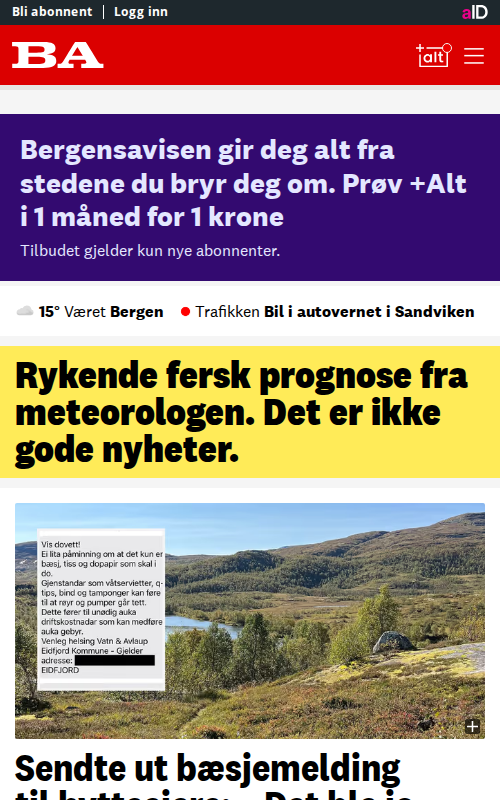 Bli abonnent | Logg inn
aID
BA
+alt
Bergensavisen gir deg alt fra
stedene du bryr deg om. Prøv +Alt
i 1 måned for 1 krone
Tilbudet gjelder kun nye abonnenter.
15° Været Bergen
Trafikken Bil i autovernet i Sandviken
Rykende fersk prognose fra
meteorologen. Det er ikke
gode nyheter.
Vis dovett!
Ei lita påminning om at det kun er
bæsj, tiss og dopapir som skal i
do.
Gjenstandar som våtservietter, q-
tips, bind og tamponger kan føre
til at røyr og pumper går tett.
Dette fører til unødig auka
driftskostnadar som kan medføre
auka gebyr.
Venleg helsing Vatn & Avlaup
Eidfjord Kommune - Gjelder
adresse:
EIDFJORD
Sendte ut bæsjemelding
til hytteeiere: – Det ble jo